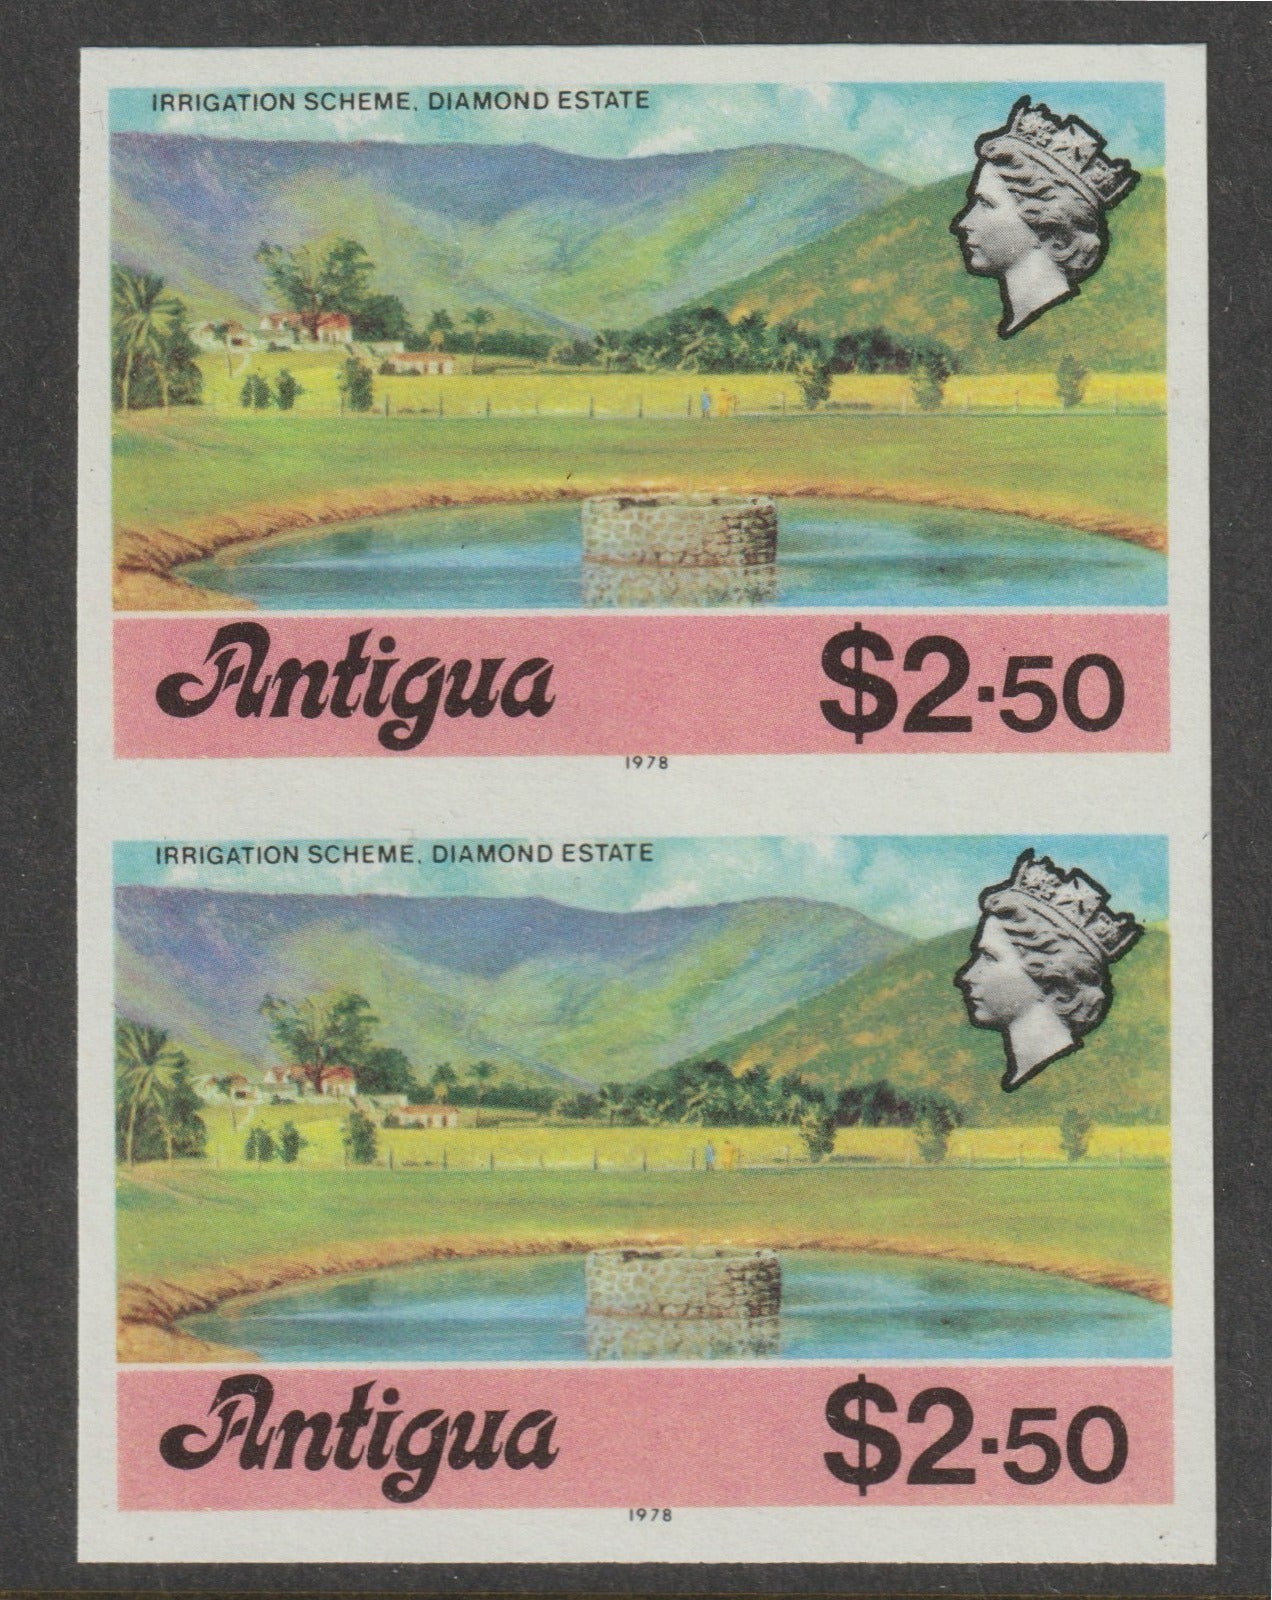 IRRIGATION SCHEME, DIAMOND ESTATE
Antigua $2.50
1978
IRRIGATION SCHEME, DIAMOND ESTATE
Antigua $2.50
1978